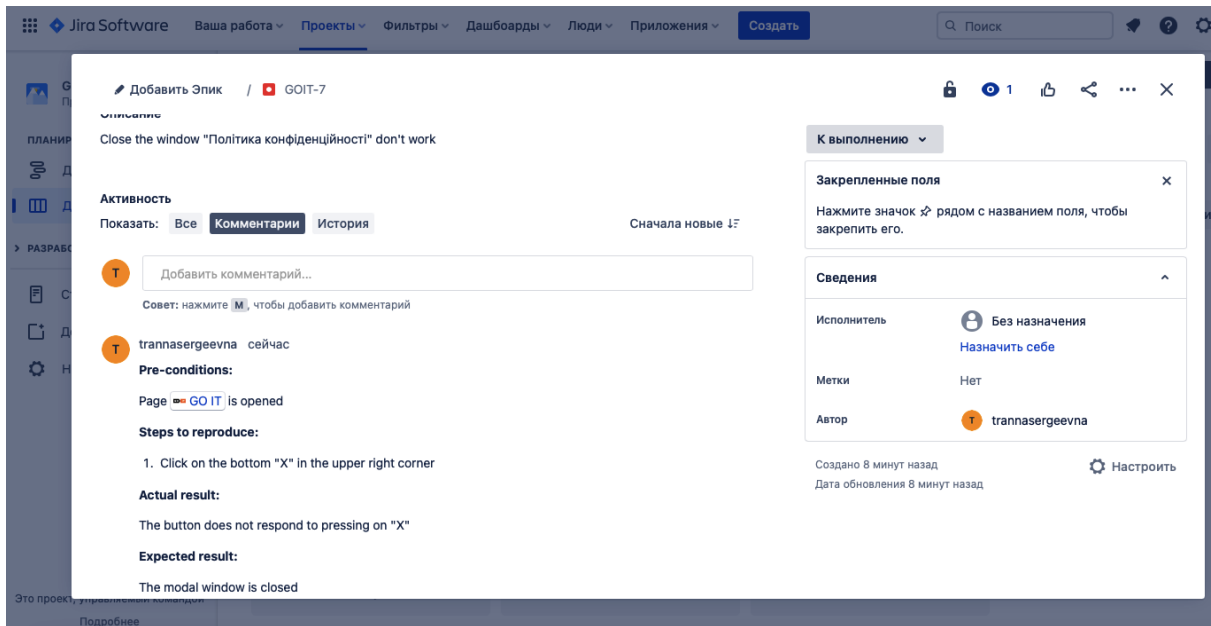 Jira Software Ваша работа Проекты Фильтры Дашбоарды Люди Приложения Создать Поиск
Добавить Эпик / GOIT-7
1
Описание
Close the window "Політика конфіденційності" don't work
К выполнению
Закрепленные поля
Нажмите значок рядом с названием поля, чтобы
закрепить его.
Активность
Показать: Все Комментарии История Сначала новые
T
Добавить комментарий...
Совет: нажмите M, чтобы добавить комментарий
Сведения
Исполнитель Без назначения
Назначить себе
Метки Нет
Автор T trannasergeevna
Создано 8 минут назад
Дата обновления 8 минут назад
Настроить
T
trannasergeevna сейчас
Pre-conditions:
Page GO IT is opened
Steps to reproduce:
1. Click on the bottom "X" in the upper right corner
Actual result:
The button does not respond to pressing on "X"
Expected result:
The modal window is closed
Это проект, управляемый командой
Подробнее